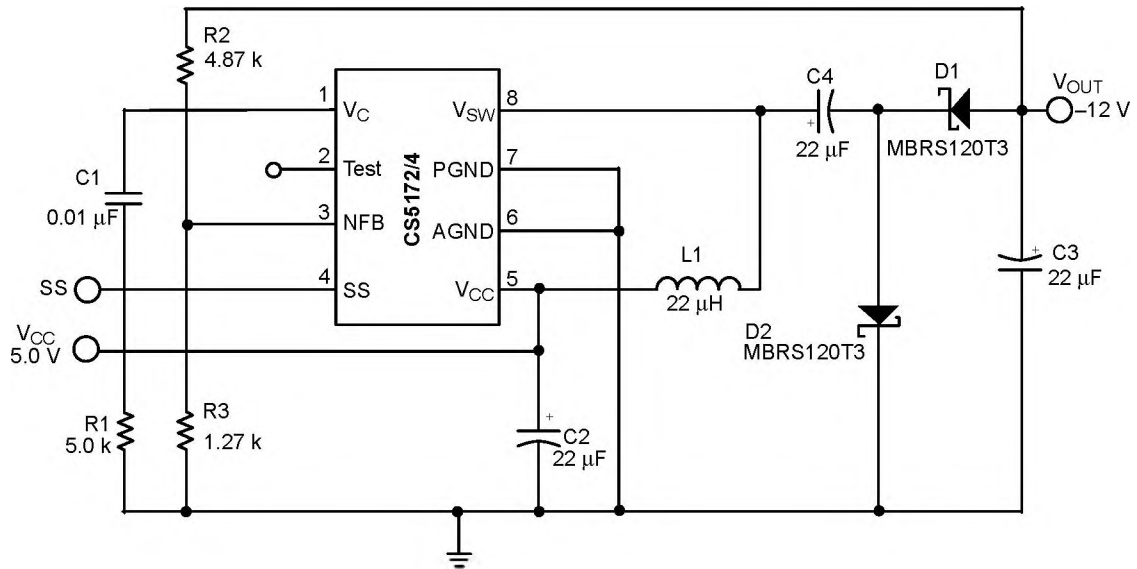 R2
4.87 k
1
VC
2
Test
3
NFB
4
SS
CS5172/4
VSW
8
PGND
7
AGND
6
VCC
5
C4
+
22 μF
D1
MBRS120T3
VOUT
–12 V
C1
0.01 μF
SS
VCC
5.0 V
R1
5.0 k
R3
1.27 k
L1
22 μH
+
C2
22 μF
D2
MBRS120T3
+
C3
22 μF